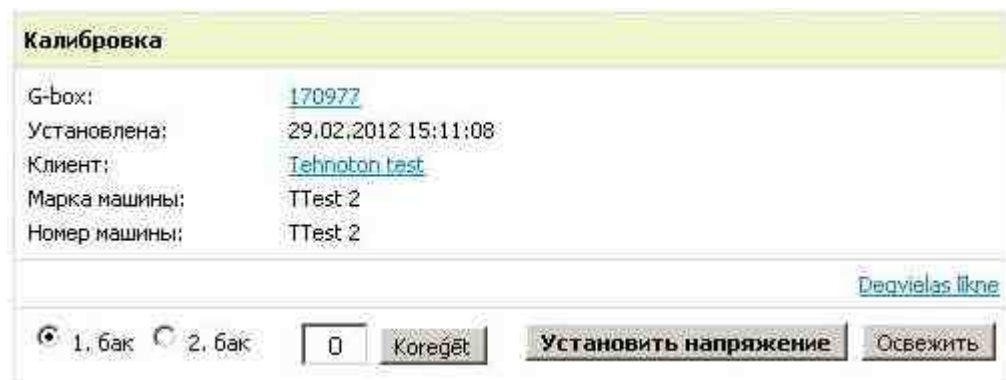 Калибровка
G-box: 170977
Установлена: 29.02.2012 15:11:08
Клиент: Tehnoton test
Марка машины: TTest 2
Номер машины: TTest 2
Degvielas līkne
1. бак 2. бак 0 Koreģēt Установить напряжение Освежить